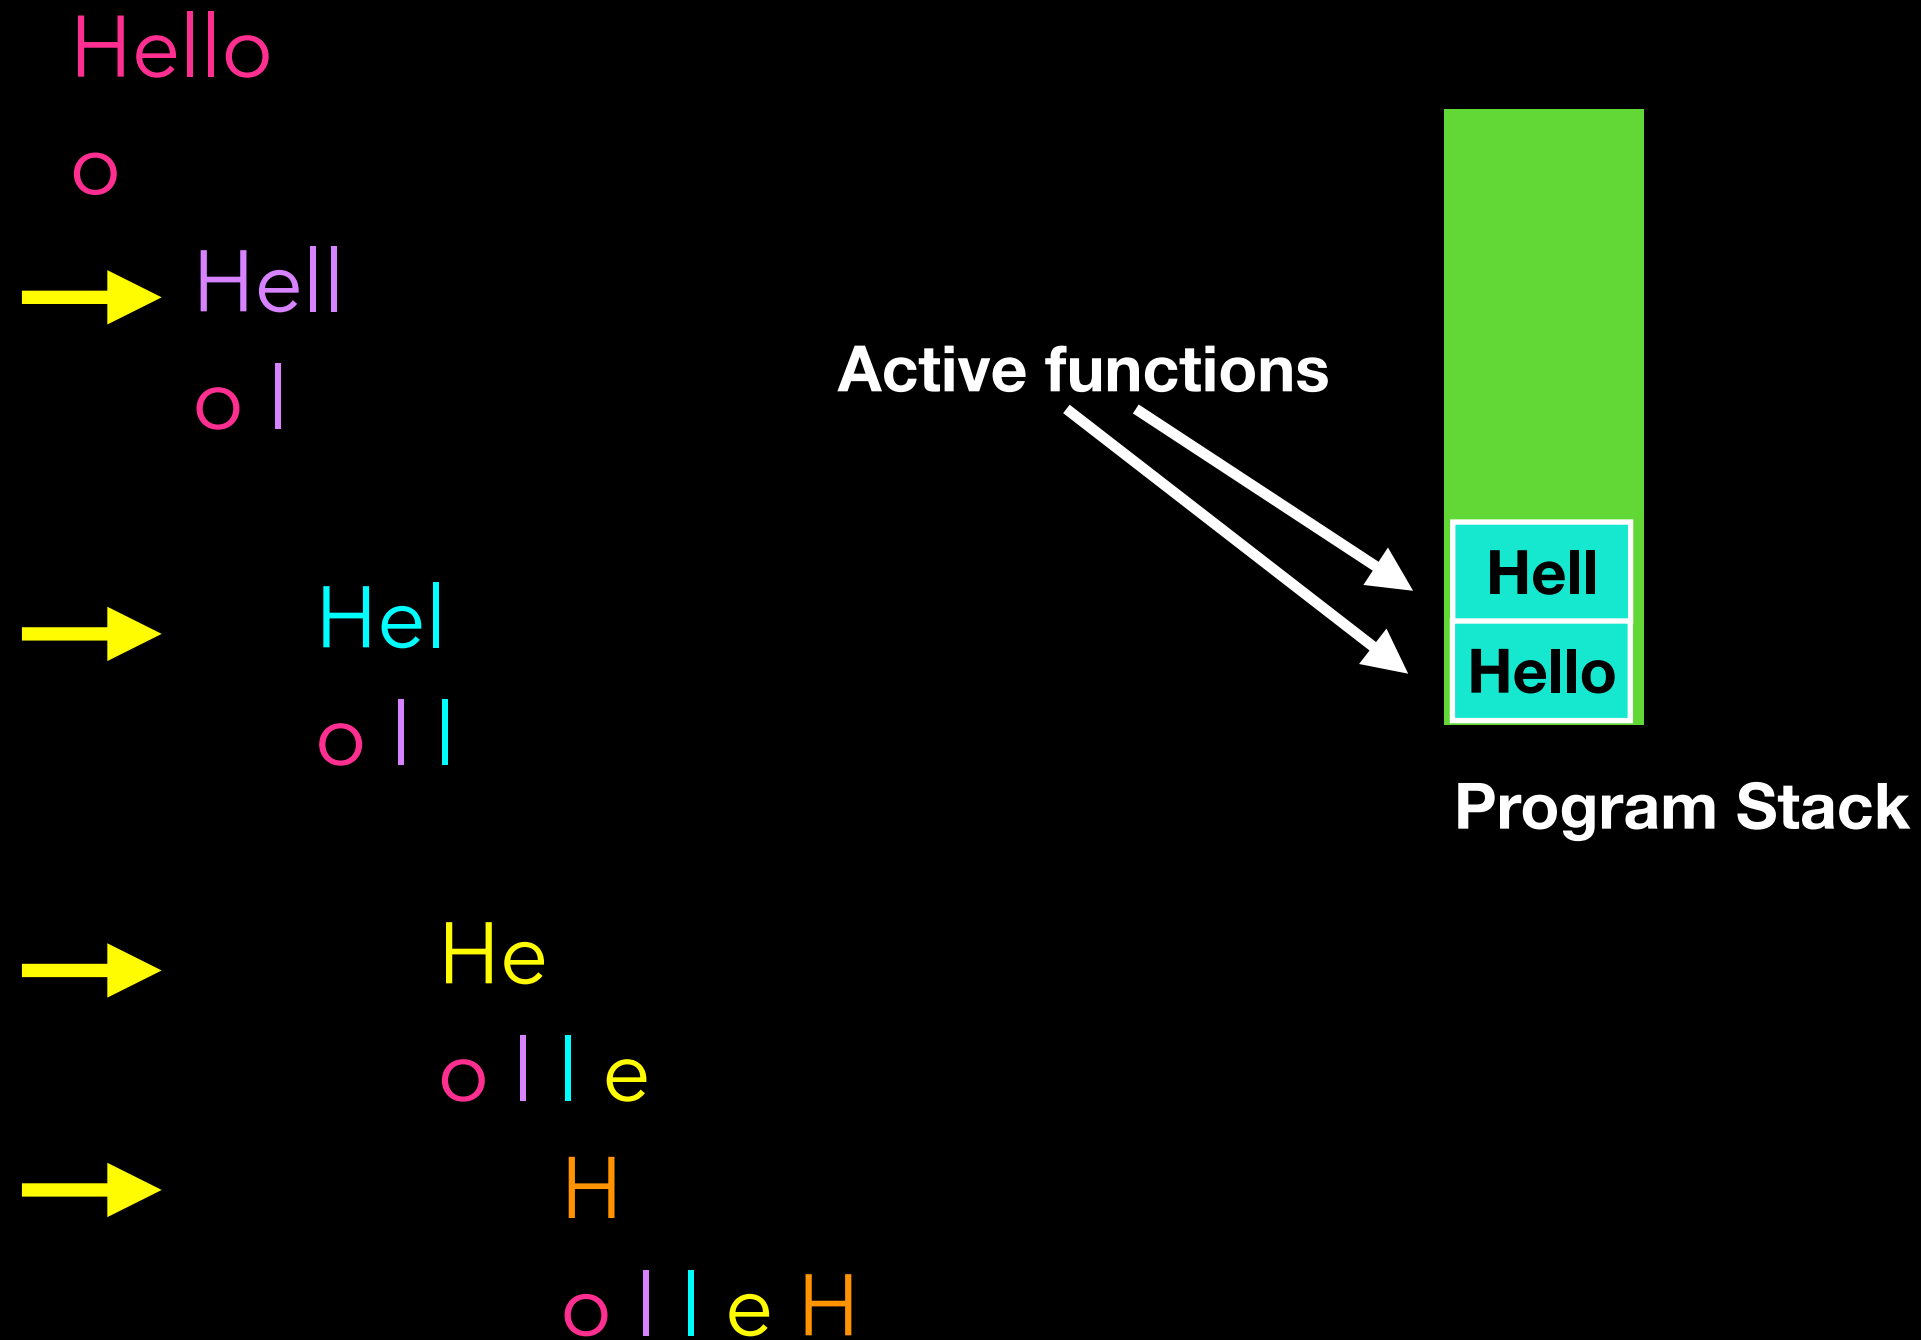 Hello
o
Hell
o l
Hel
o l l
He
o l l e
H
o l l e H
Active functions
Hell
Hello
Program Stack